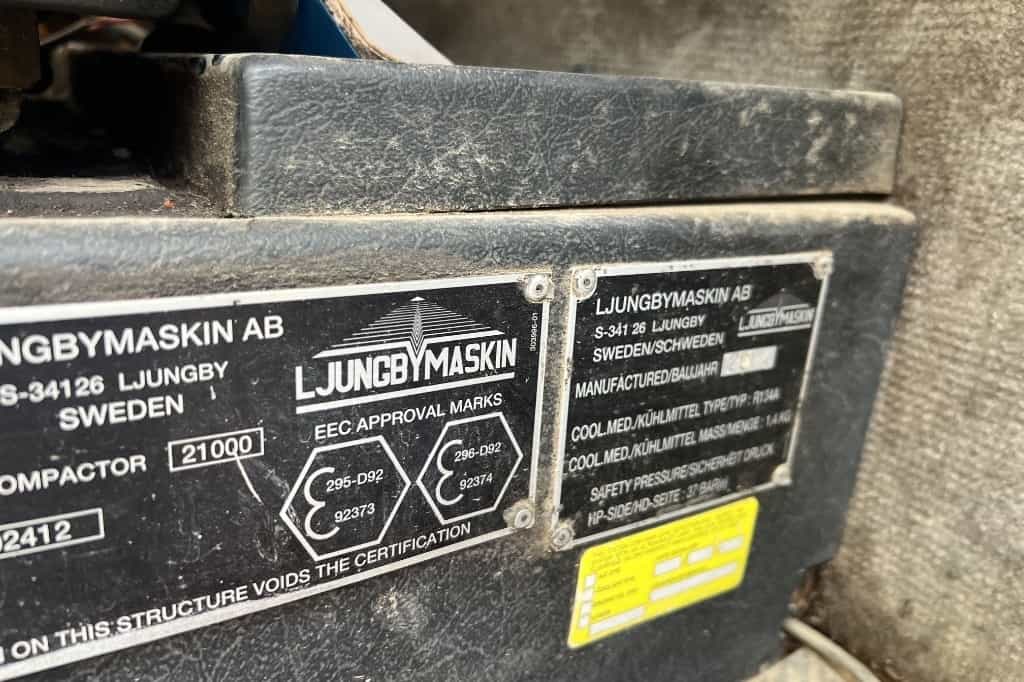 NGBYMASKIN AB
S-34126 LJUNGBY
SWEDEN
OMPACTOR 21000
02412
LJUNGBYMASKIN
303996-01
EEC APPROVAL MARKS
295-D92
92373
296-D92
92374
ON THIS STRUCTURE VOIDS THE CERTIFICATION
LJUNGBYMASKIN AB
S-341 26 LJUNGBY
SWEDEN/SCHWEDEN
LJUNGBYMASKIN
MANUFACTURED/BAUJAHR
COOL.MED./KÜHLMITTEL TYPE/TYP : R134A
COOL.MED./KÜHLMITTEL MASS/MENGE : 1,4 KG
SAFETY PRESSURE/SICHERHEIT DRUCK
HP-SIDE/HD-SEITE : 37 BAR